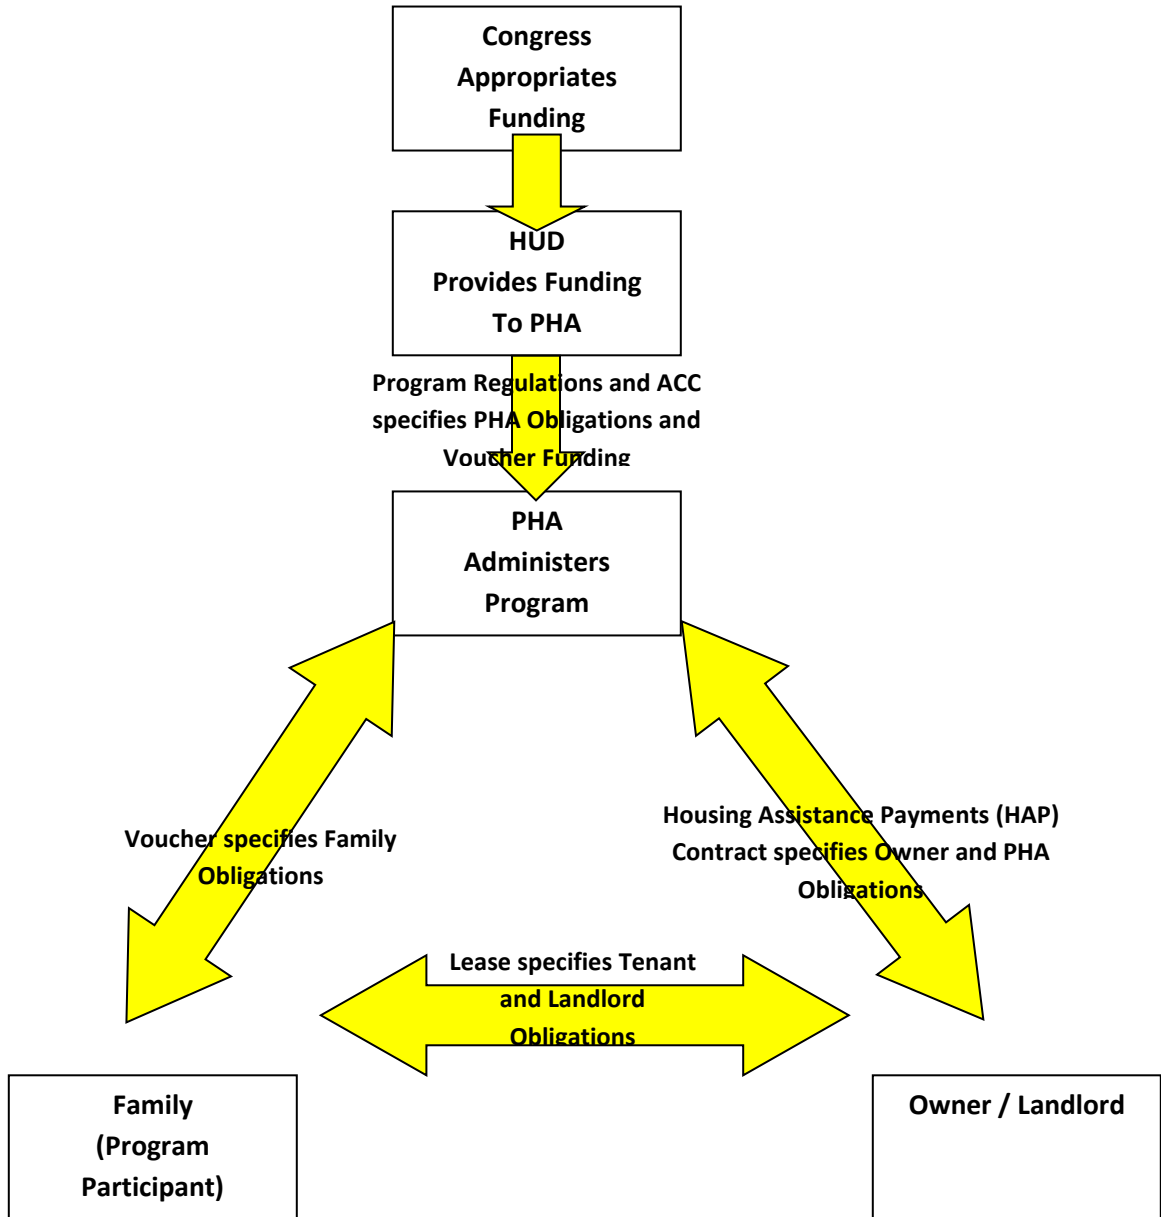 Congress
Appropriates
Funding
HUD
Provides Funding
To PHA
Program Regulations and ACC
specifies PHA Obligations and
Voucher Funding
PHA
Administers
Program
Voucher specifies Family
Obligations
Housing Assistance Payments (HAP)
Contract specifies Owner and PHA
Obligations
Lease specifies Tenant
and Landlord
Obligations
Family
(Program
Participant)
Owner / Landlord